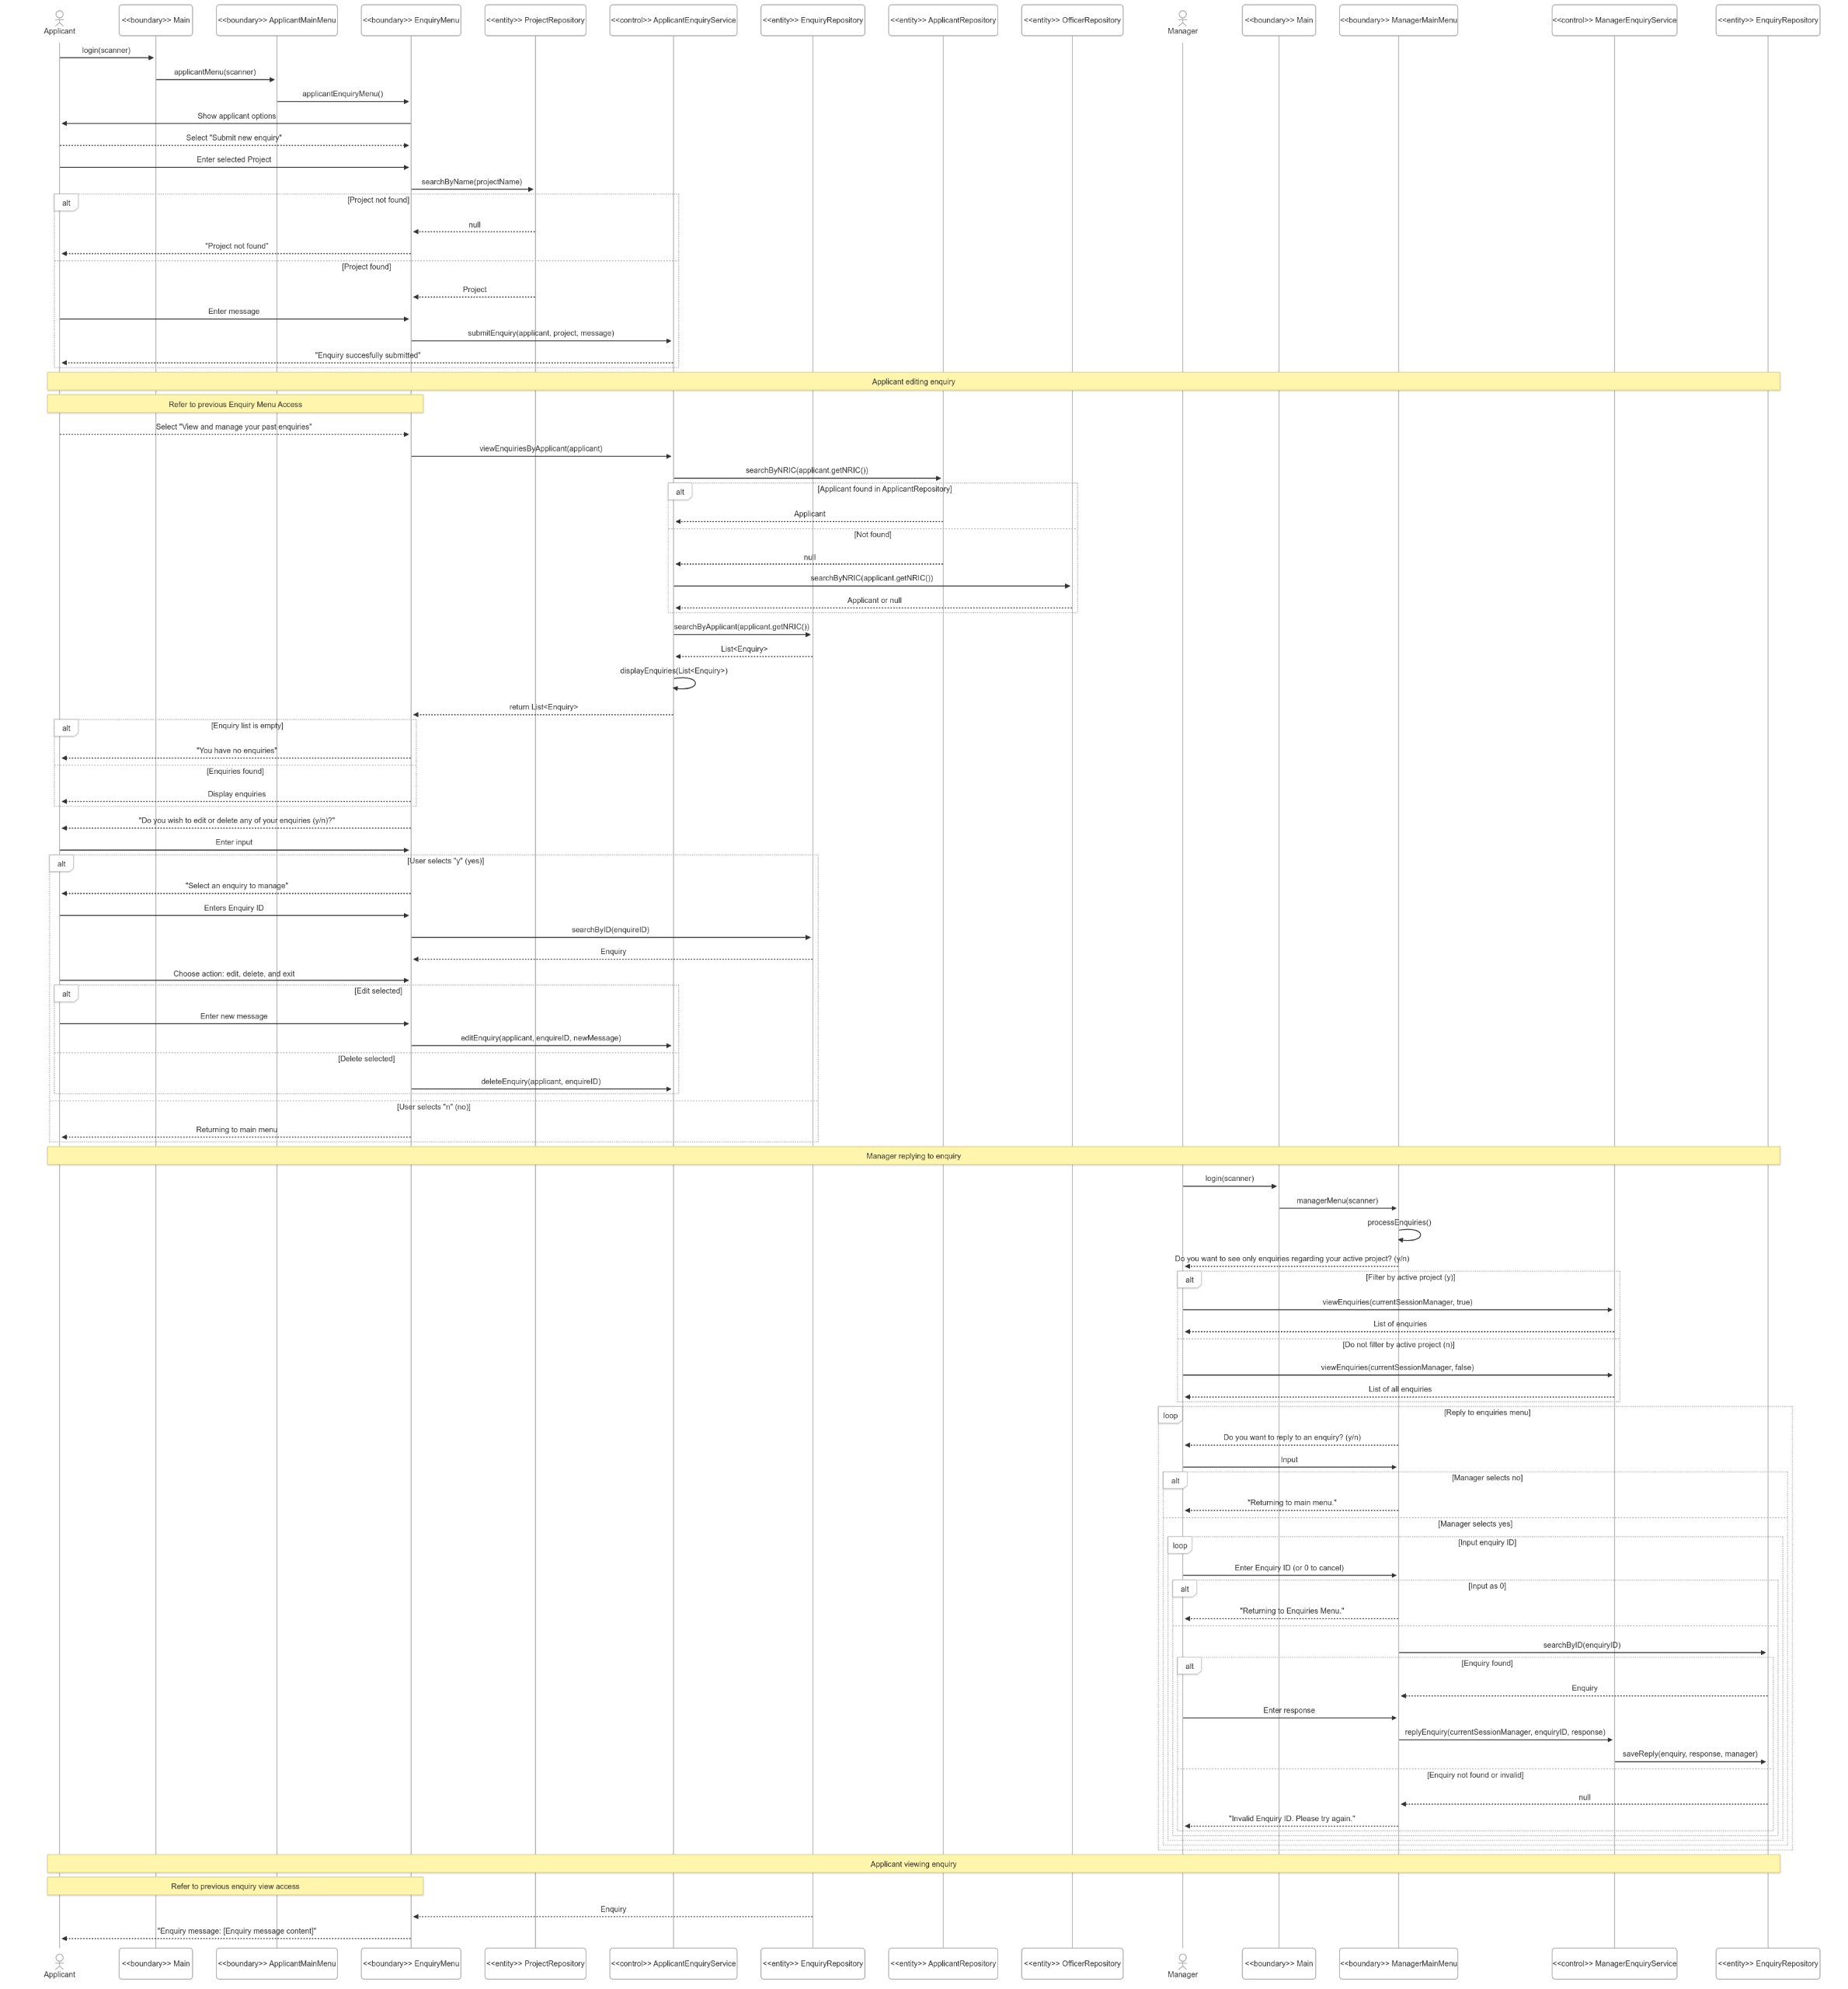 Applicant
<<boundary>> Main
<<boundary>> ApplicantMainMenu
<<boundary>> EnquiryMenu
<<entity>> ProjectRepository
<<control>> ApplicantEnquiryService
<<entity>> EnquiryRepository
<<entity>> ApplicantRepository
<<entity>> OfficerRepository
Manager
<<boundary>> Main
<<boundary>> ManagerMainMenu
<<control>> ManagerEnquiryService
<<entity>> EnquiryRepository
login(scanner)
applicantMenu(scanner)
applicantEnquiryMenu()
Show applicant options
Select "Submit new enquiry"
Enter selected Project
searchByName(projectName)
alt
[Project not found]
null
"Project not found"
[Project found]
Project
Enter message
submitEnquiry(applicant, project, message)
"Enquiry succesfully submitted"
Applicant editing enquiry
Refer to previous Enquiry Menu Access
Select "View and manage your past enquiries"
viewEnquiriesByApplicant(applicant)
searchByNRIC(applicant.getNRIC())
alt
[Applicant found in ApplicantRepository]
Applicant
[Not found]
null
searchByNRIC(applicant.getNRIC())
Applicant or null
searchByApplicant(applicant.getNRIC())
List<Enquiry>
displayEnquiries(List<Enquiry>)
return List<Enquiry>
alt
[Enquiry list is empty]
"You have no enquiries"
[Enquiries found]
Display enquiries
"Do you wish to edit or delete any of your enquiries (y/n)?"
Enter input
alt
[User selects "y" (yes)]
"Select an enquiry to manage"
Enters Enquiry ID
searchByID(enquireID)
Enquiry
Choose action: edit, delete, and exit
alt
[Edit selected]
Enter new message
editEnquiry(applicant, enquireID, newMessage)
[Delete selected]
deleteEnquiry(applicant, enquireID)
[User selects "n" (no)]
Returning to main menu
Manager replying to enquiry
login(scanner)
managerMenu(scanner)
processEnquiries()
Do you want to see only enquiries regarding your active project? (y/n)
alt
[Filter by active project (y)]
viewEnquiries(currentSessionManager, true)
List of enquiries
[Do not filter by active project (n)]
viewEnquiries(currentSessionManager, false)
List of all enquiries
loop
[Reply to enquiries menu]
Do you want to reply to an enquiry? (y/n)
Input
alt
[Manager selects no]
"Returning to main menu."
[Manager selects yes]
loop
[Input enquiry ID]
Enter Enquiry ID (or 0 to cancel)
alt
[Input as 0]
"Returning to Enquiries Menu."
searchByID(enquiryID)
alt
[Enquiry found]
Enquiry
Enter response
replyEnquiry(currentSessionManager, enquiryID, response)
saveReply(enquiry, response, manager)
[Enquiry not found or invalid]
null
"Invalid Enquiry ID. Please try again."
Applicant viewing enquiry
Refer to previous enquiry view access
Enquiry
"Enquiry message: [Enquiry message content]"
Applicant
<<boundary>> Main
<<boundary>> ApplicantMainMenu
<<boundary>> EnquiryMenu
<<entity>> ProjectRepository
<<control>> ApplicantEnquiryService
<<entity>> EnquiryRepository
<<entity>> ApplicantRepository
<<entity>> OfficerRepository
Manager
<<boundary>> Main
<<boundary>> ManagerMainMenu
<<control>> ManagerEnquiryService
<<entity>> EnquiryRepository